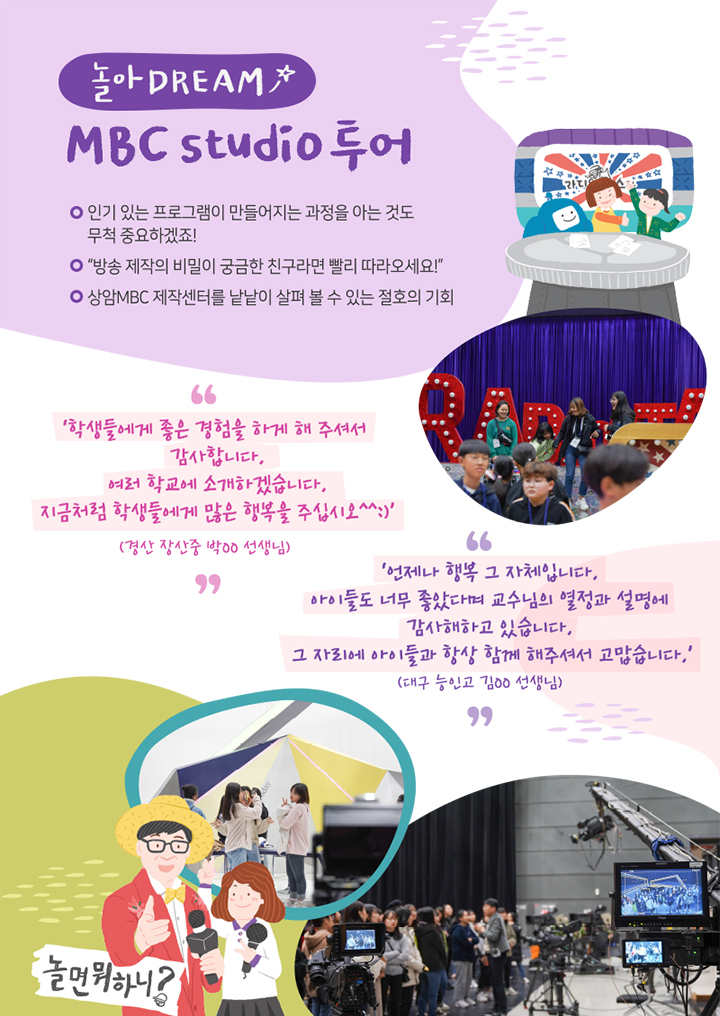 놀아DREAM
MBC studio 투어
인기 있는 프로그램이 만들어지는 과정을 아는 것도
무척 중요하겠죠!
“방송 제작의 비밀이 궁금한 친구라면 빨리 따라오세요!”
상암MBC 제작센터를 낱낱이 살펴 볼 수 있는 절호의 기회
“
‘학생들에게 좋은 경험을 하게 해 주셔서
감사합니다.
여러 학교에 소개하겠습니다.
지금처럼 학생들에게 많은 행복을 주십시오^^:)’
(경산 장산중 박OO 선생님)
”
“
‘언제나 행복 그 자체입니다.
아이들도 너무 좋았다며 교수님의 열정과 설명에
감사해하고 있습니다.
그 자리에 아이들과 항상 함께 해주셔서 고맙습니다.’
(대구 능인고 김OO 선생님)
”
놀면뭐하니?